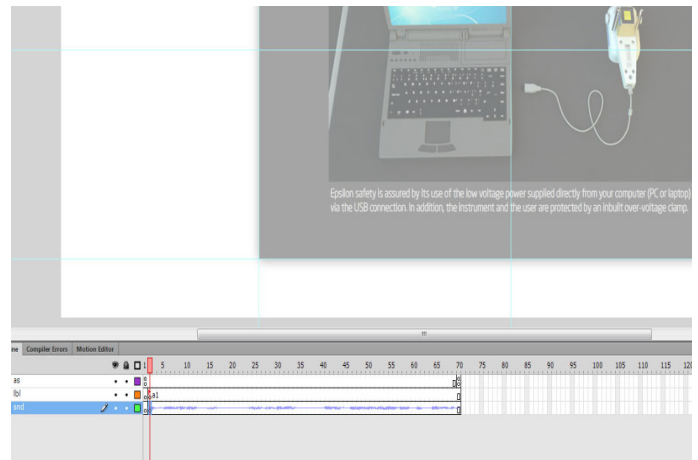 Epsilon safety is assured by its use of the low voltage power supplied directly from your computer (PC or laptop)
via the USB connection. In addition, the instrument and the user are protected by an inbuilt over-voltage clamp.
ne Compiler Errors Motion Editor
1 5 10 15 20 25 30 35 40 45 50 55 60 65 70 75 80 85 90 95 100 105 110 115 120
as
lbl a1
snd